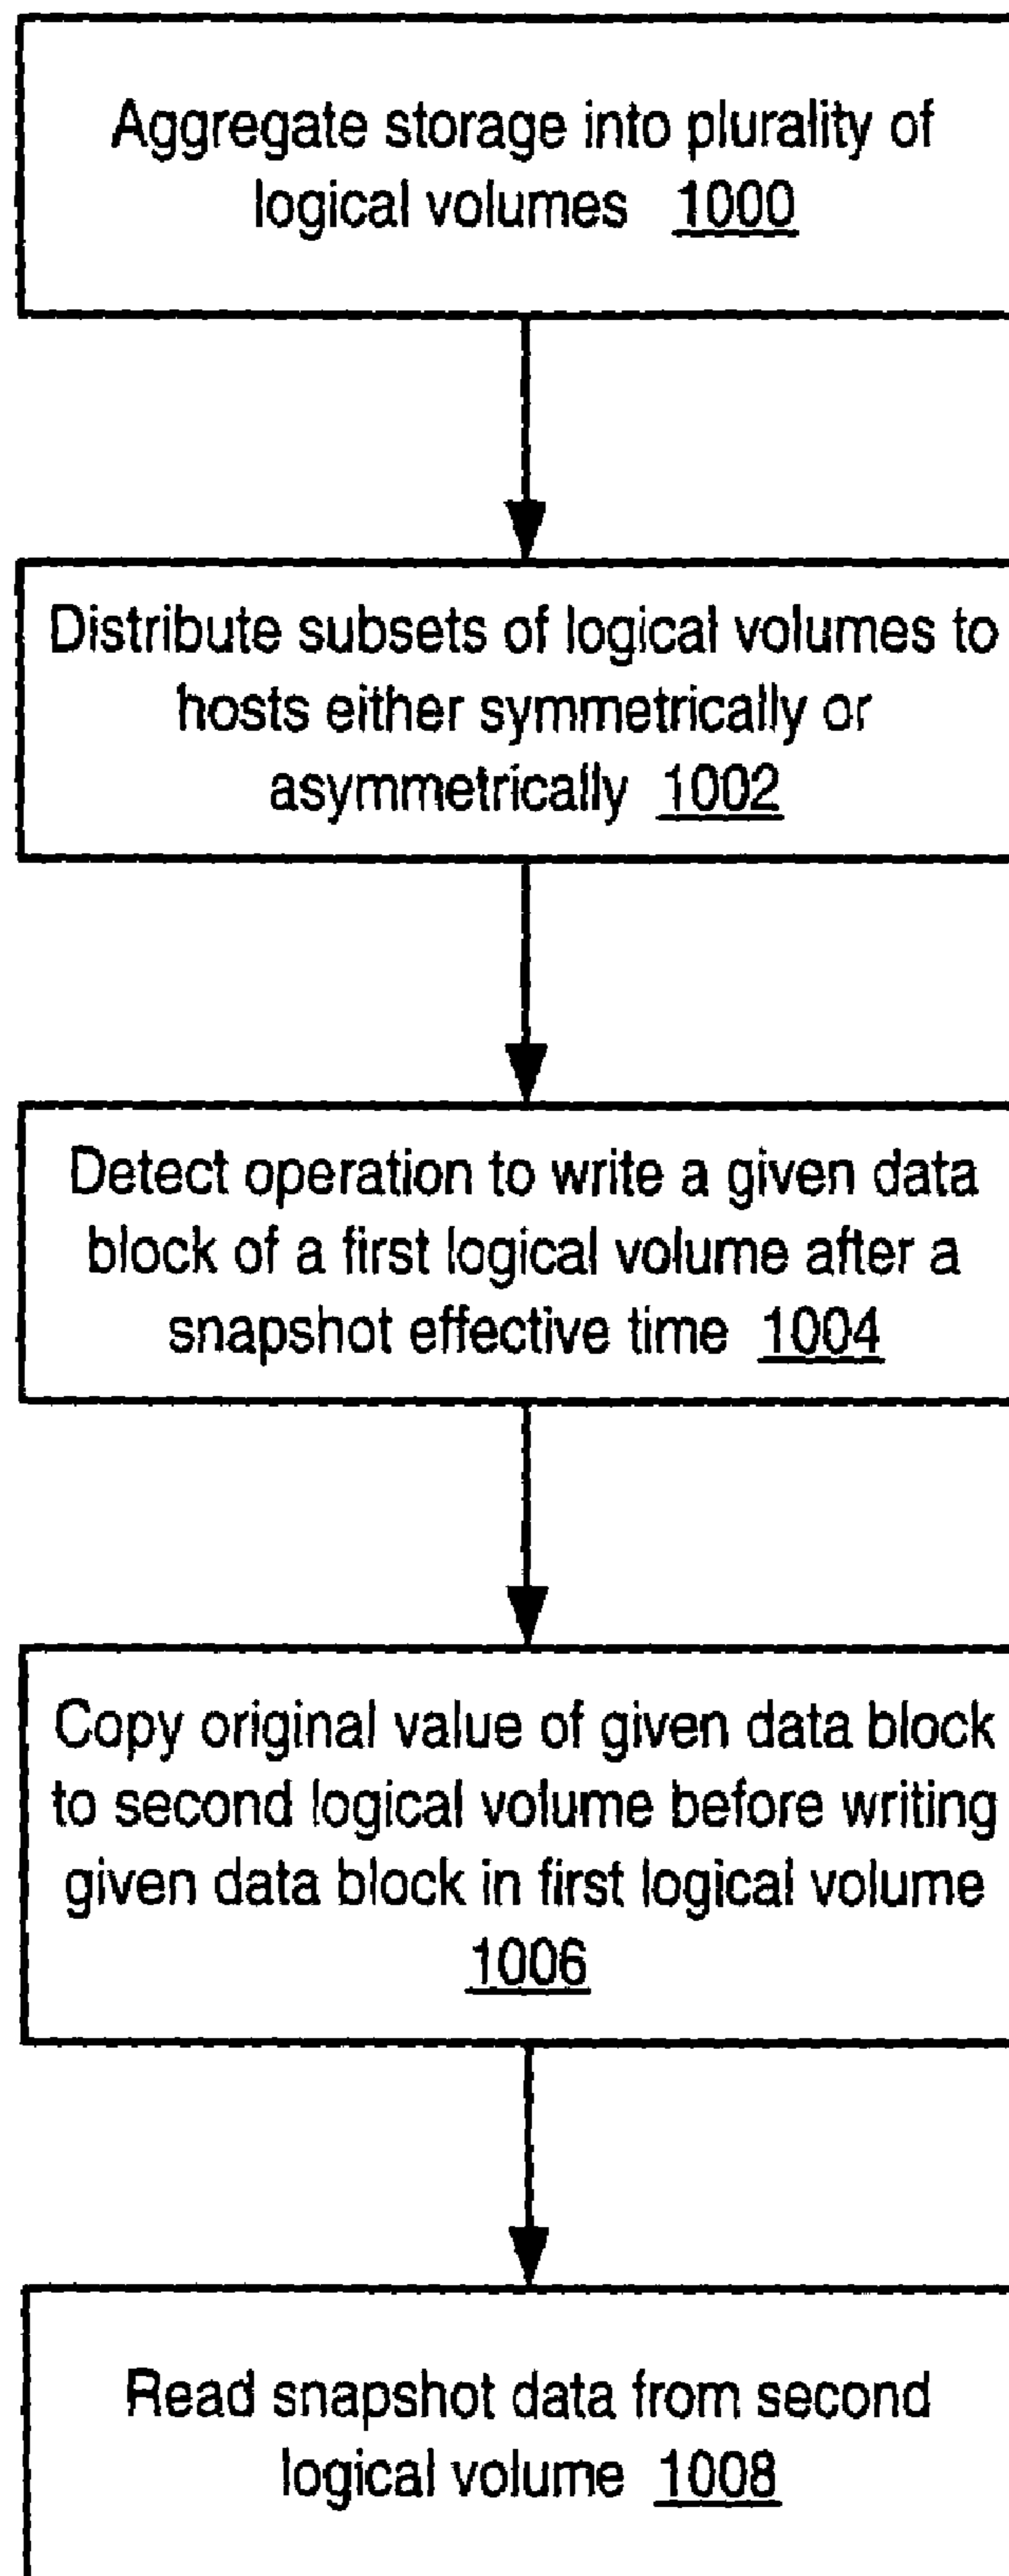 Aggregate storage into plurality of
logical volumes 1000
Distribute subsets of logical volumes to
hosts either symmetrically or
asymmetrically 1002
Detect operation to write a given data
block of a first logical volume after a
snapshot effective time 1004
Copy original value of given data block
to second logical volume before writing
given data block in first logical volume
1006
Read snapshot data from second
logical volume 1008